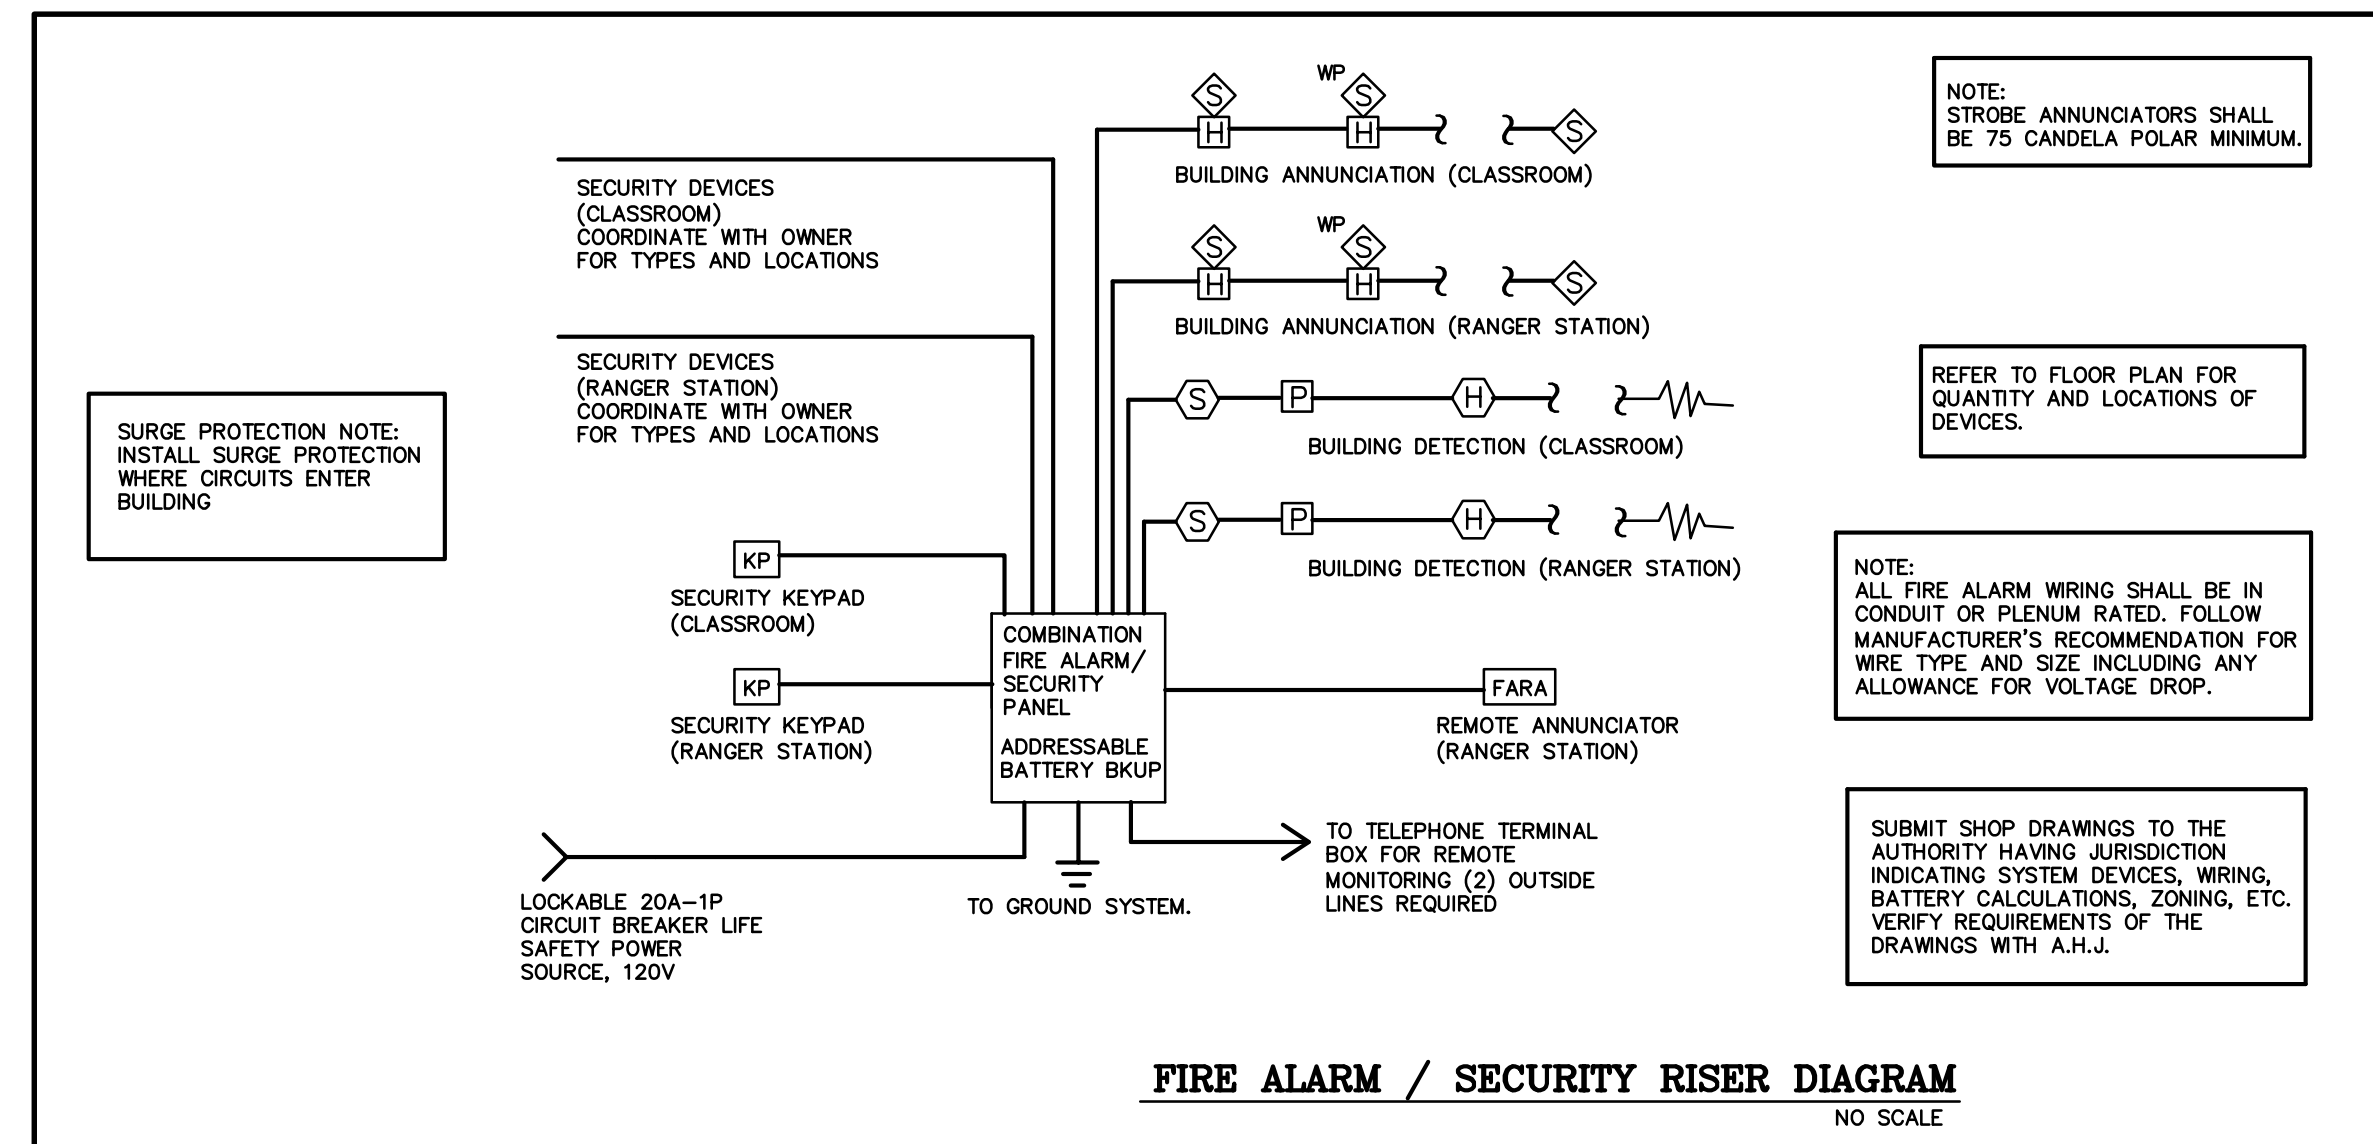 WP
S
S
H
H
S
BUILDING ANNUNCIATION (CLASSROOM)
NOTE:
STROBE ANNUNCIATORS SHALL
BE 75 CANDELA POLAR MINIMUM.
SECURITY DEVICES
(CLASSROOM)
COORDINATE WITH OWNER
FOR TYPES AND LOCATIONS
WP
S
S
H
H
S
BUILDING ANNUNCIATION (RANGER STATION)
SECURITY DEVICES
(RANGER STATION)
COORDINATE WITH OWNER
FOR TYPES AND LOCATIONS
S
P
H
BUILDING DETECTION (CLASSROOM)
REFER TO FLOOR PLAN FOR
QUANTITY AND LOCATIONS OF
DEVICES.
SURGE PROTECTION NOTE:
INSTALL SURGE PROTECTION
WHERE CIRCUITS ENTER
BUILDING
S
P
H
BUILDING DETECTION (RANGER STATION)
KP
SECURITY KEYPAD
(CLASSROOM)
KP
SECURITY KEYPAD
(RANGER STATION)
COMBINATION
FIRE ALARM/
SECURITY
PANEL
ADDRESSABLE
BATTERY BKUP
FARA
REMOTE ANNUNCIATOR
(RANGER STATION)
NOTE:
ALL FIRE ALARM WIRING SHALL BE IN
CONDUIT OR PLENUM RATED. FOLLOW
MANUFACTURER'S RECOMMENDATION FOR
WIRE TYPE AND SIZE INCLUDING ANY
ALLOWANCE FOR VOLTAGE DROP.
LOCKABLE 20A-1P
CIRCUIT BREAKER LIFE
SAFETY POWER
SOURCE, 120V
TO GROUND SYSTEM.
TO TELEPHONE TERMINAL
BOX FOR REMOTE
MONITORING (2) OUTSIDE
LINES REQUIRED
SUBMIT SHOP DRAWINGS TO THE
AUTHORITY HAVING JURISDICTION
INDICATING SYSTEM DEVICES, WIRING,
BATTERY CALCULATIONS, ZONING, ETC.
VERIFY REQUIREMENTS OF THE
DRAWINGS WITH A.H.J.
FIRE ALARM / SECURITY RISER DIAGRAM
NO SCALE